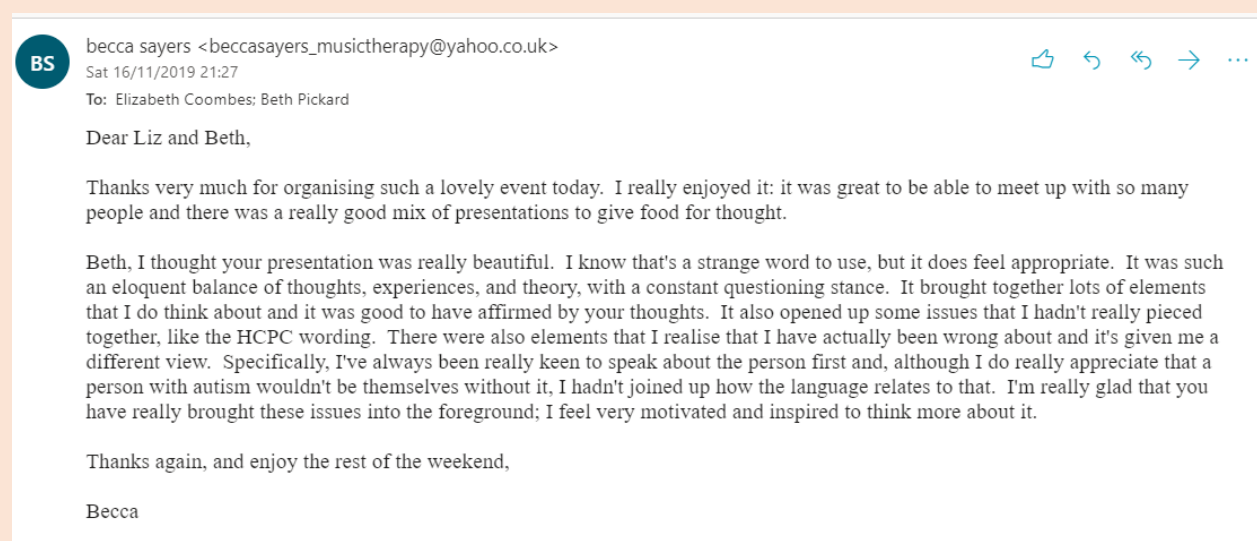 BS
becca sayers <beccasayers_musictherapy@yahoo.co.uk>
Sat 16/11/2019 21:27
To: Elizabeth Coombes; Beth Pickard
Dear Liz and Beth,
Thanks very much for organising such a lovely event today.  I really enjoyed it: it was great to be able to meet up with so many
people and there was a really good mix of presentations to give food for thought.
Beth, I thought your presentation was really beautiful.  I know that's a strange word to use, but it does feel appropriate.  It was such
an eloquent balance of thoughts, experiences, and theory, with a constant questioning stance.  It brought together lots of elements
that I do think about and it was good to have affirmed by your thoughts.  It also opened up some issues that I hadn't really pieced
together, like the HCPC wording.  There were also elements that I realise that I have actually been wrong about and it's given me a
different view.  Specifically, I've always been really keen to speak about the person first and, although I do really appreciate that a
person with autism wouldn't be themselves without it, I hadn't joined up how the language relates to that.  I'm really glad that you
have really brought these issues into the foreground; I feel very motivated and inspired to think more about it.
Thanks again, and enjoy the rest of the weekend,
Becca